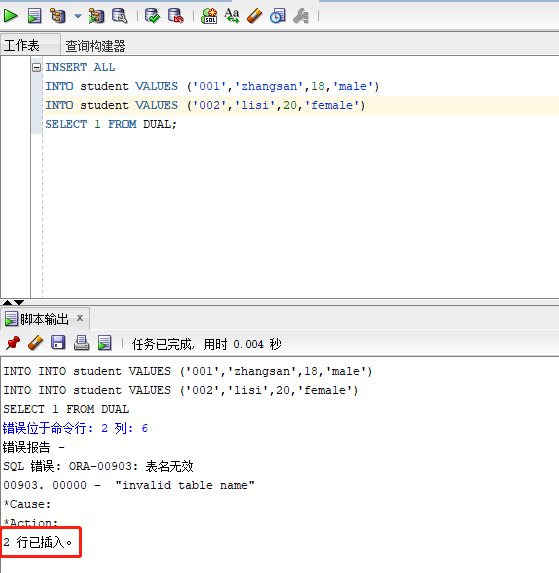 SQL
工作表
查询构建器
INSERT ALL
INTO student VALUES ('001','zhangsan',18,'male')
INTO student VALUES ('002','lisi',20,'female')
SELECT 1 FROM DUAL;
脚本输出 x
任务已完成, 用时 0.004 秒
INTO INTO student VALUES ('001','zhangsan',18,'male')
INTO INTO student VALUES ('002','lisi',20,'female')
SELECT 1 FROM DUAL
错误位于命令行: 2 列: 6
错误报告 -
SQL 错误: ORA-00903: 表名无效
00903. 00000 -  "invalid table name"
*Cause:
*Action:
2 行已插入。